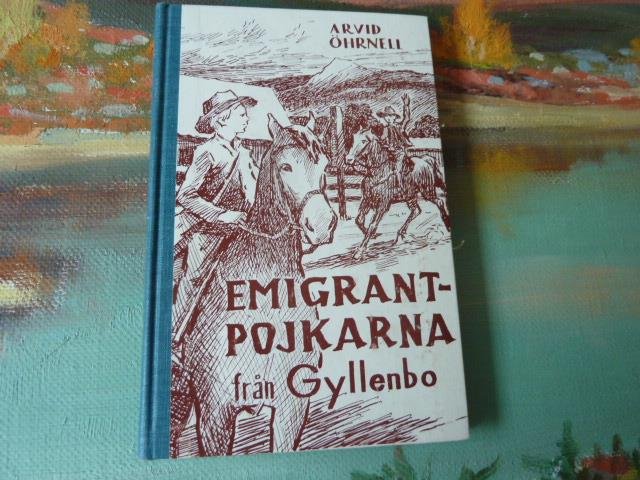 ARVID
ÖHRNELL
EMIGRANT-
POJKARNA
från Gyllenbo